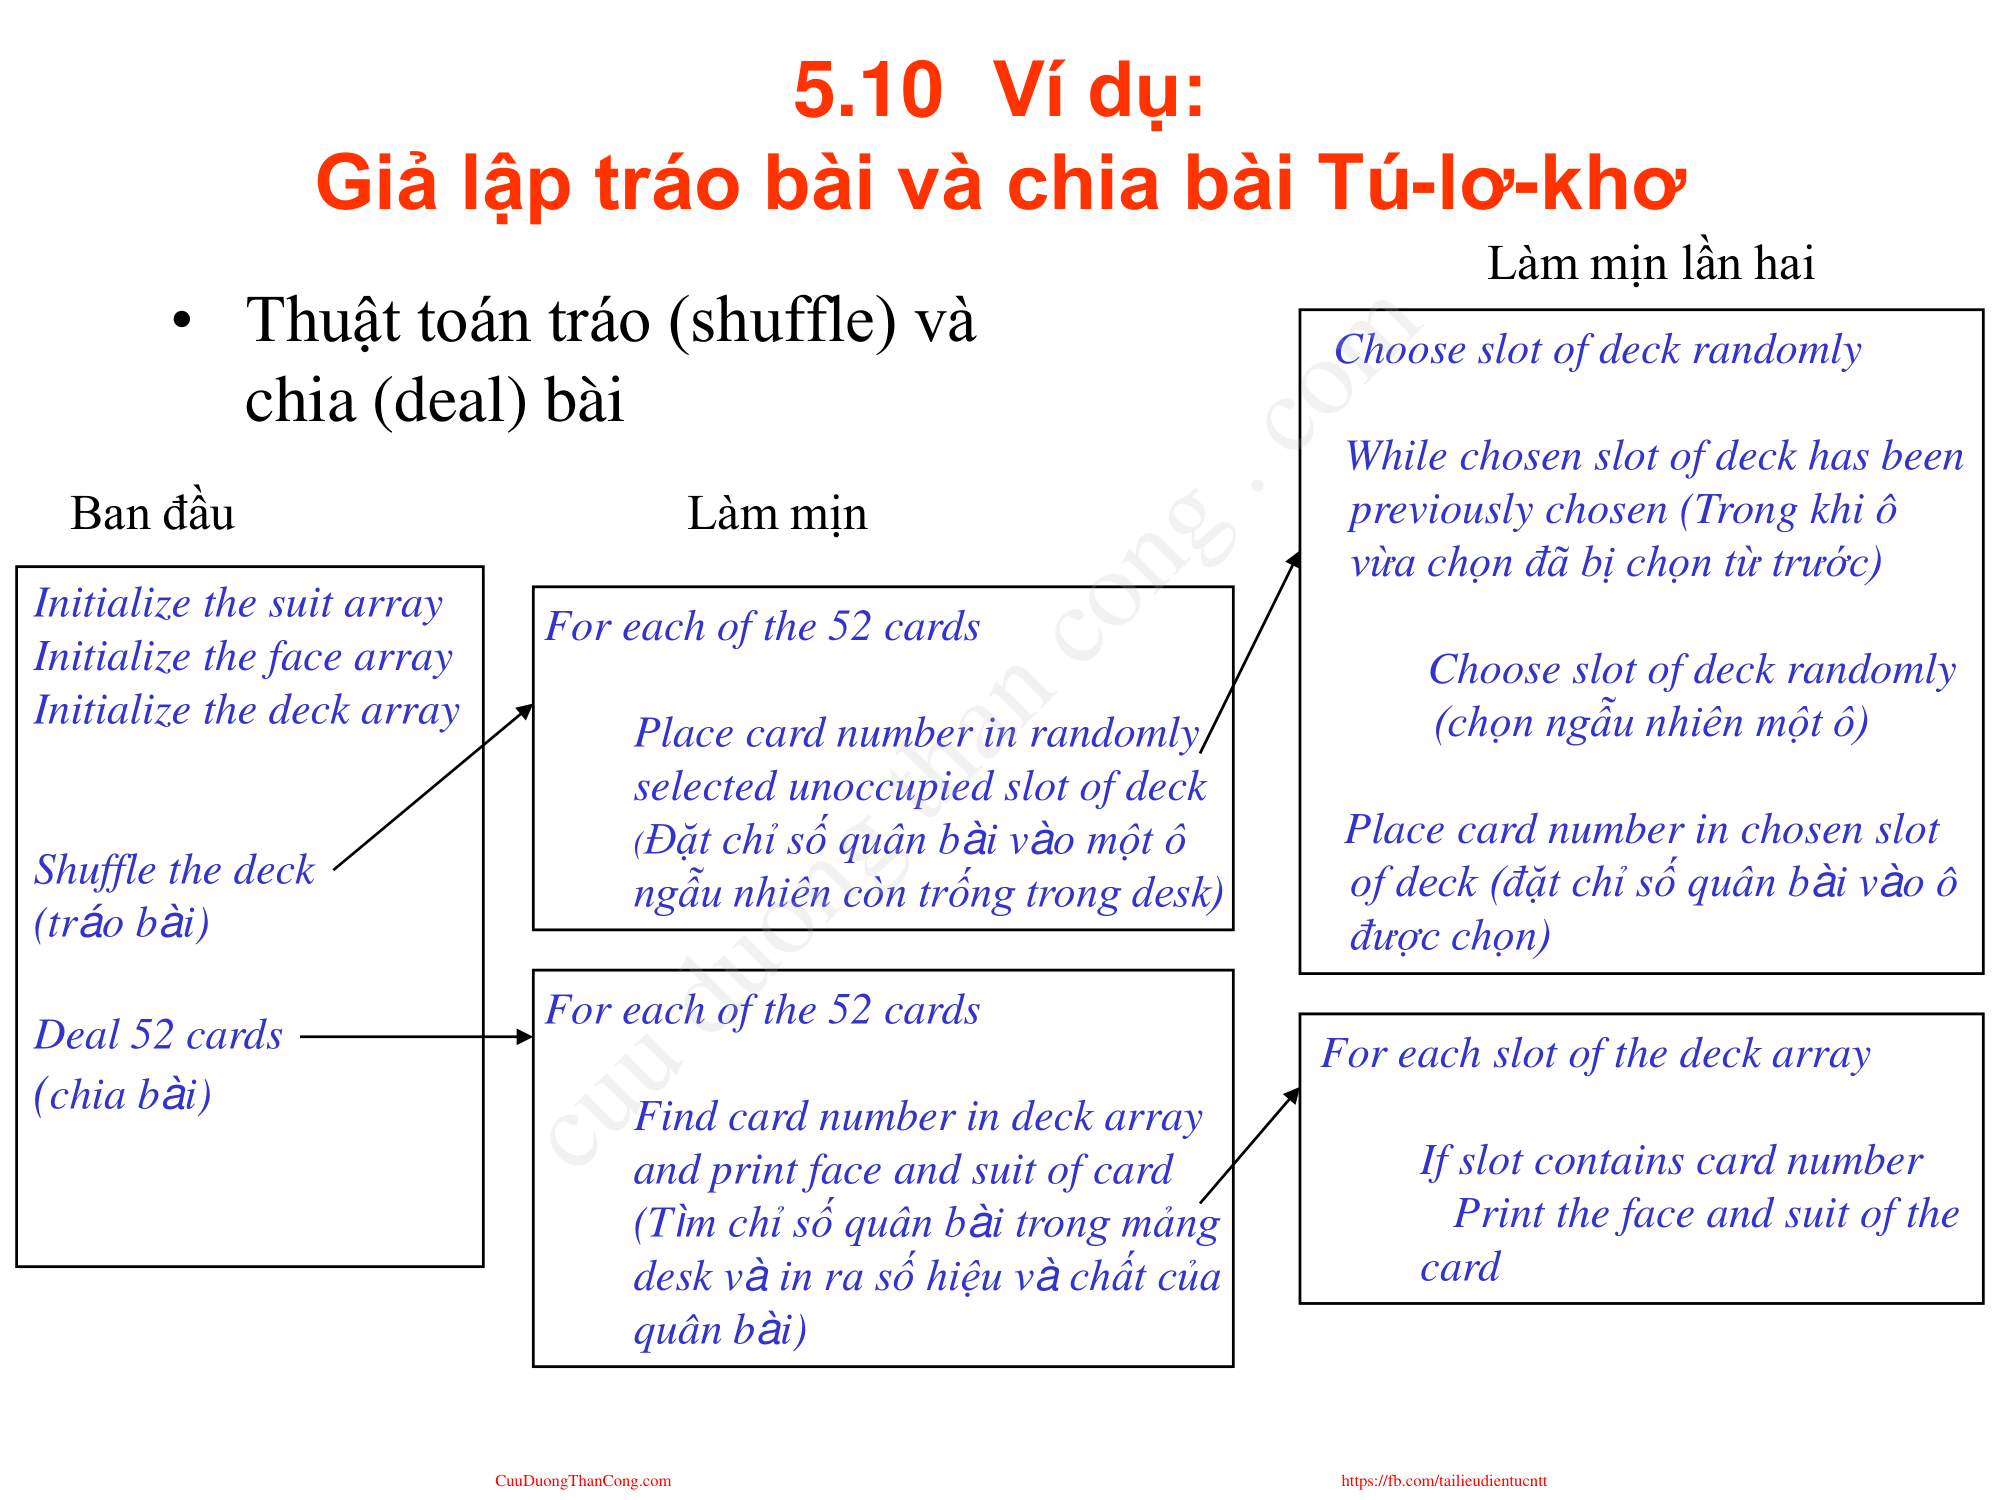 5.10 Ví dụ:
Giả lập tráo bài và chia bài Tú-lơ-khơ
• Thuật toán tráo (shuffle) và
chia (deal) bài
Ban đầu
Initialize the suit array
Initialize the face array
Initialize the deck array
Shuffle the deck
(tráo bài)
Deal 52 cards
(chia bài)
Làm mịn
For each of the 52 cards
Place card number in randomly
selected unoccupied slot of deck
(Đặt chỉ số quân bài vào một ô
ngẫu nhiên còn trống trong desk)
For each of the 52 cards
Find card number in deck array
and print face and suit of card
(Tìm chỉ số quân bài trong mảng
desk và in ra số hiệu và chất của
quân bài)
Làm mịn lần hai
Choose slot of deck randomly
While chosen slot of deck has been
previously chosen (Trong khi ô
vừa chọn đã bị chọn từ trước)
Choose slot of deck randomly
(chọn ngẫu nhiên một ô)
Place card number in chosen slot
of deck (đặt chỉ số quân bài vào ô
được chọn)
For each slot of the deck array
If slot contains card number
Print the face and suit of the
card
cuu duong than cong . com
CuuDuongThanCong.com
https://fb.com/tailieudientucntt